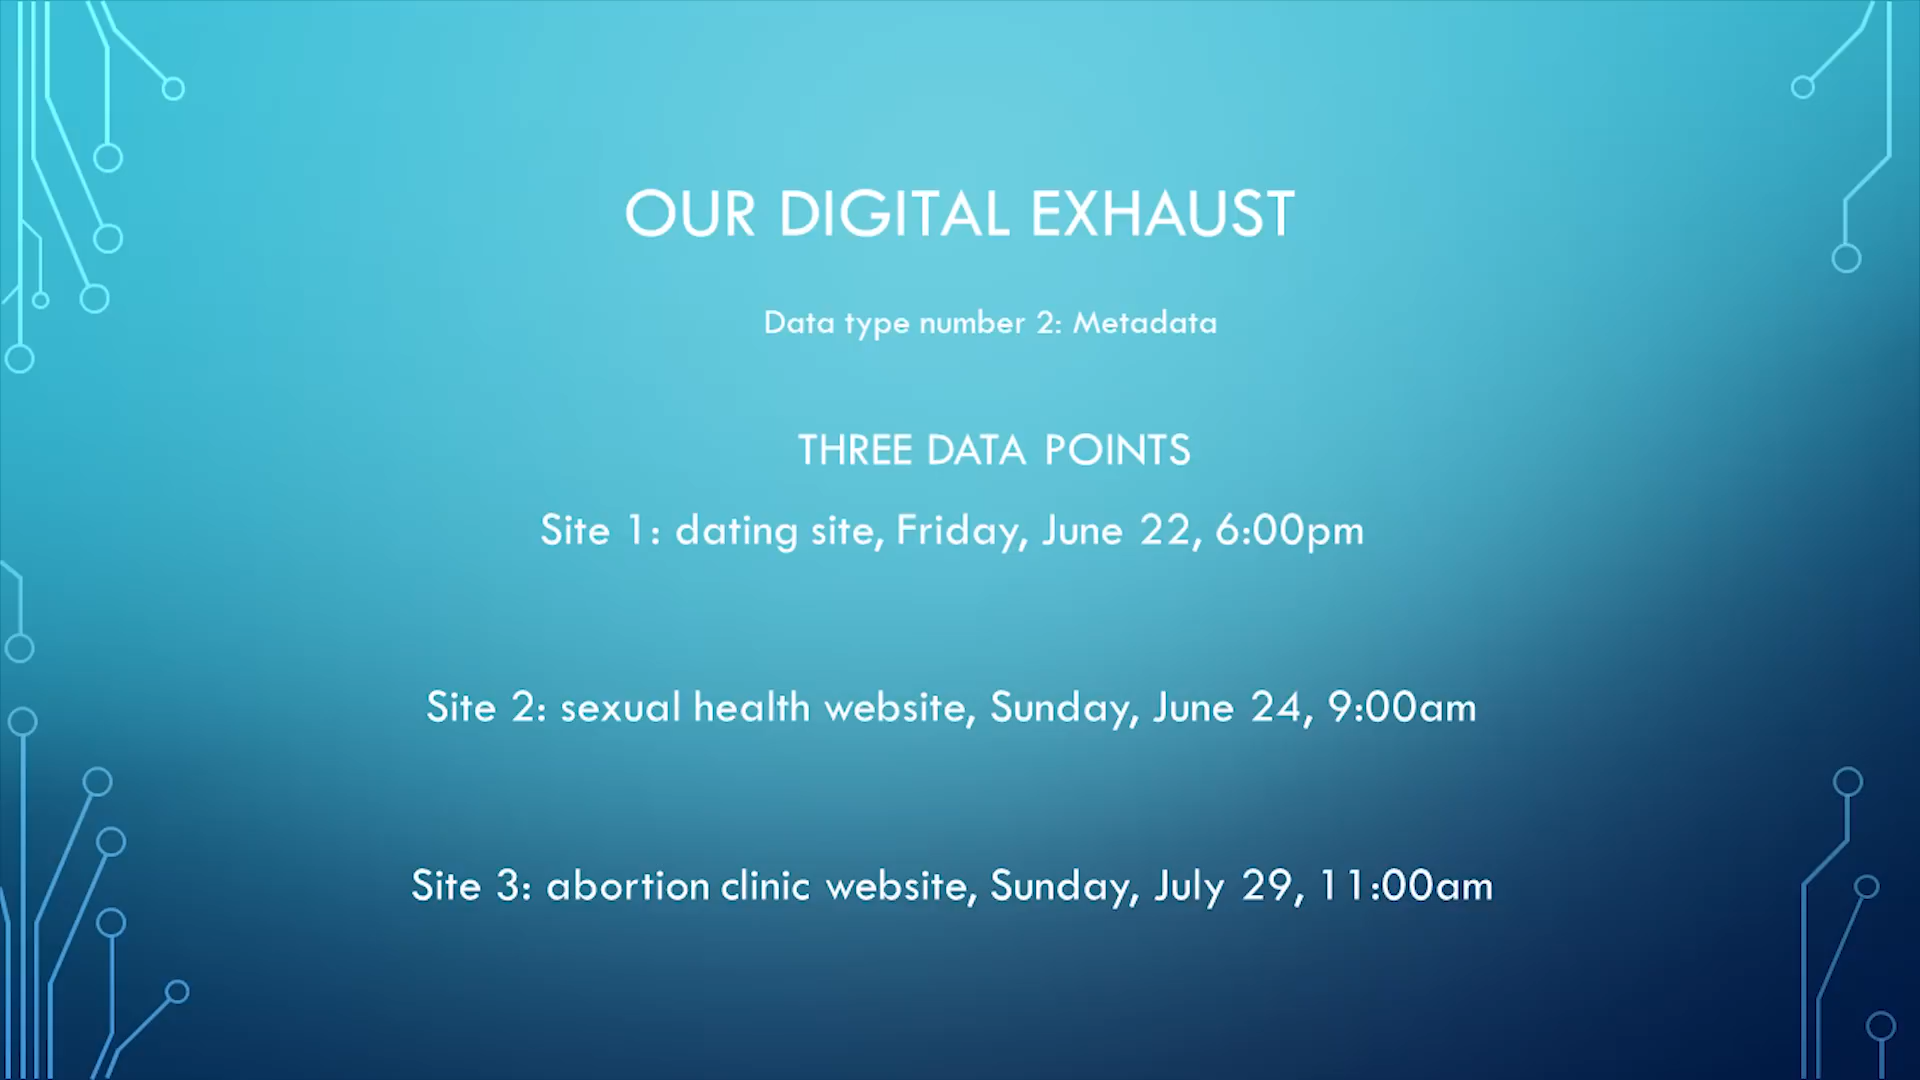 OUR DIGITAL EXHAUST
Data type number 2: Metadata
THREE DATA POINTS
Site 1: dating site, Friday, June 22, 6:00pm
Site 2: sexual health website, Sunday, June 24, 9:00am
Site 3: abortion clinic website, Sunday, July 29, 11:00am